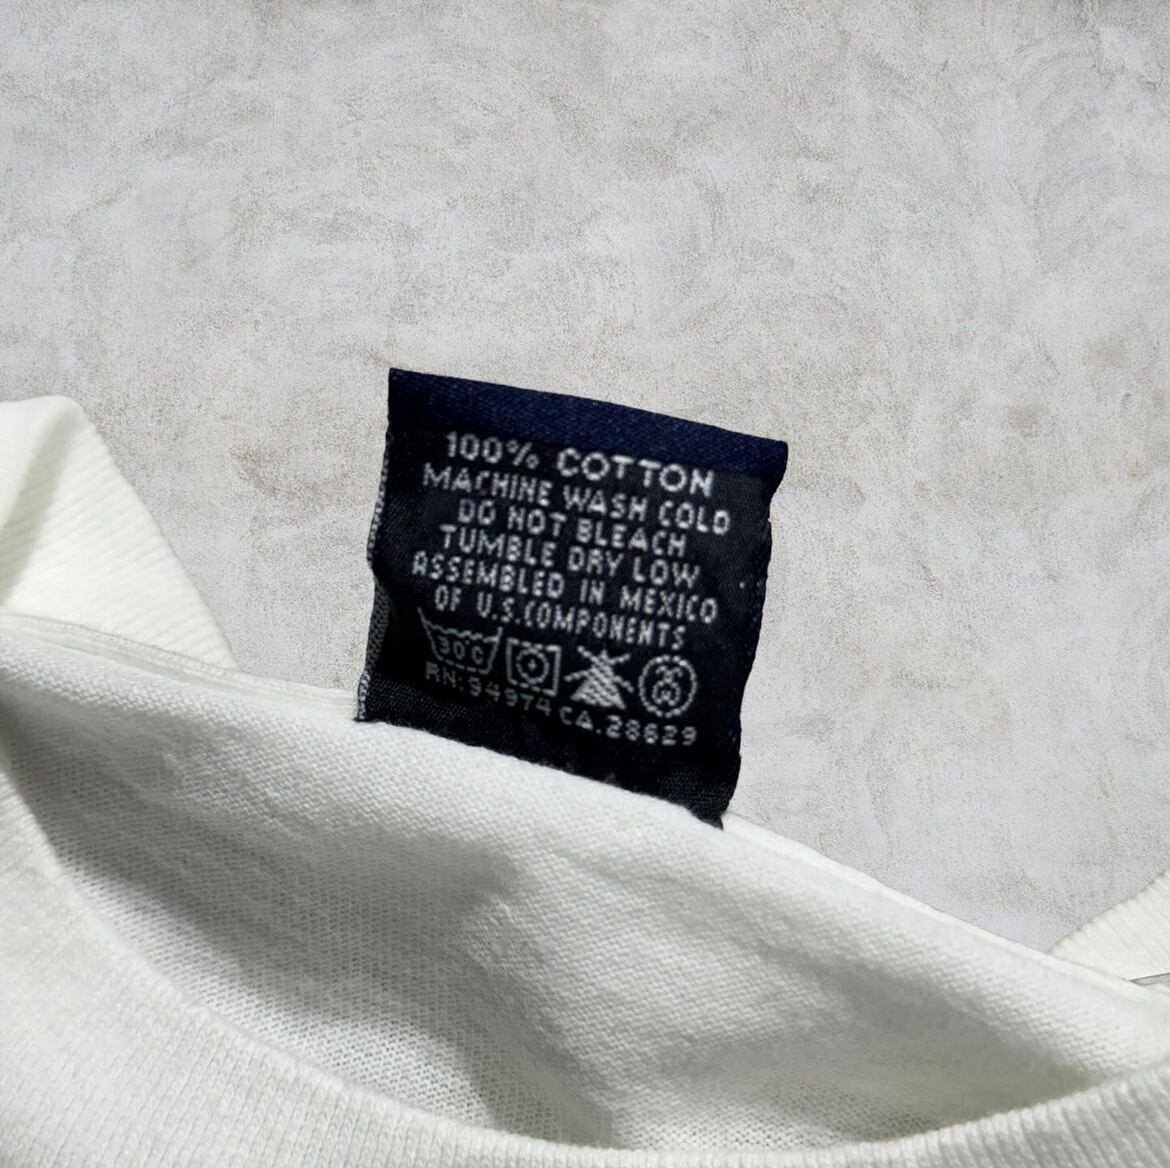 100% COTTON
MACHINE WASH COLD
DO NOT BLEACH
TUMBLE DRY LOW
ASSEMBLED IN MEXICO
OF U.S.COMPONENTS
30°C
RN:94974 CA.28629